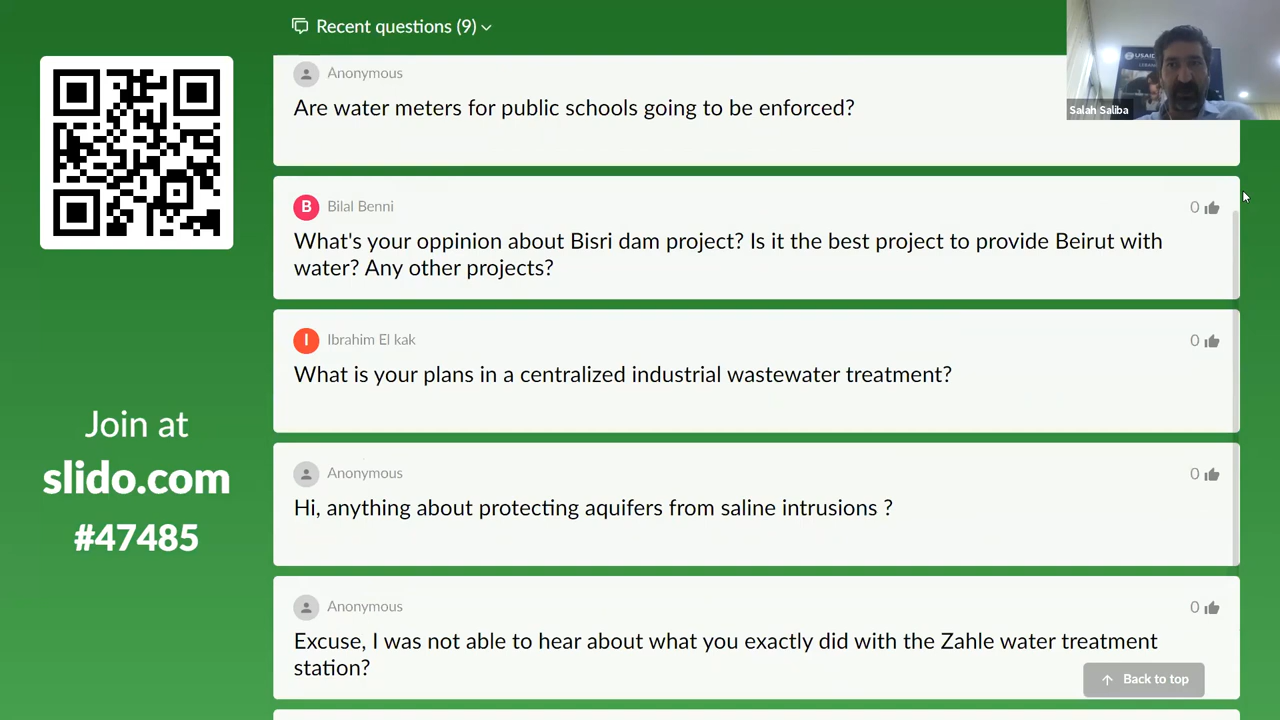 Recent questions (9)
USAID
Salah Saliba
Anonymous
Are water meters for public schools going to be enforced?
B
Bilal Benni
0
What's your oppinion about Bisri dam project? Is it the best project to provide Beirut with
water? Any other projects?
I
Ibrahim El kak
0
What is your plans in a centralized industrial wastewater treatment?
Anonymous
0
Hi, anything about protecting aquifers from saline intrusions ?
Anonymous
0
Excuse, I was not able to hear about what you exactly did with the Zahle water treatment
station?
Back to top
Join at
slido.com
#47485